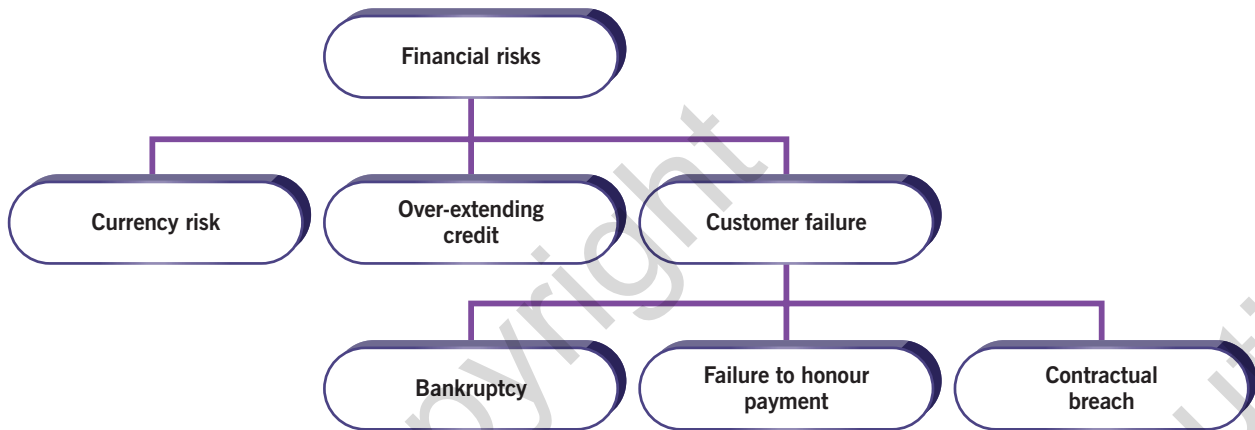 Financial risks
Currency risk
Over-extending
credit
Customer failure
Bankruptcy
Failure to honour
payment
Contractual
breach